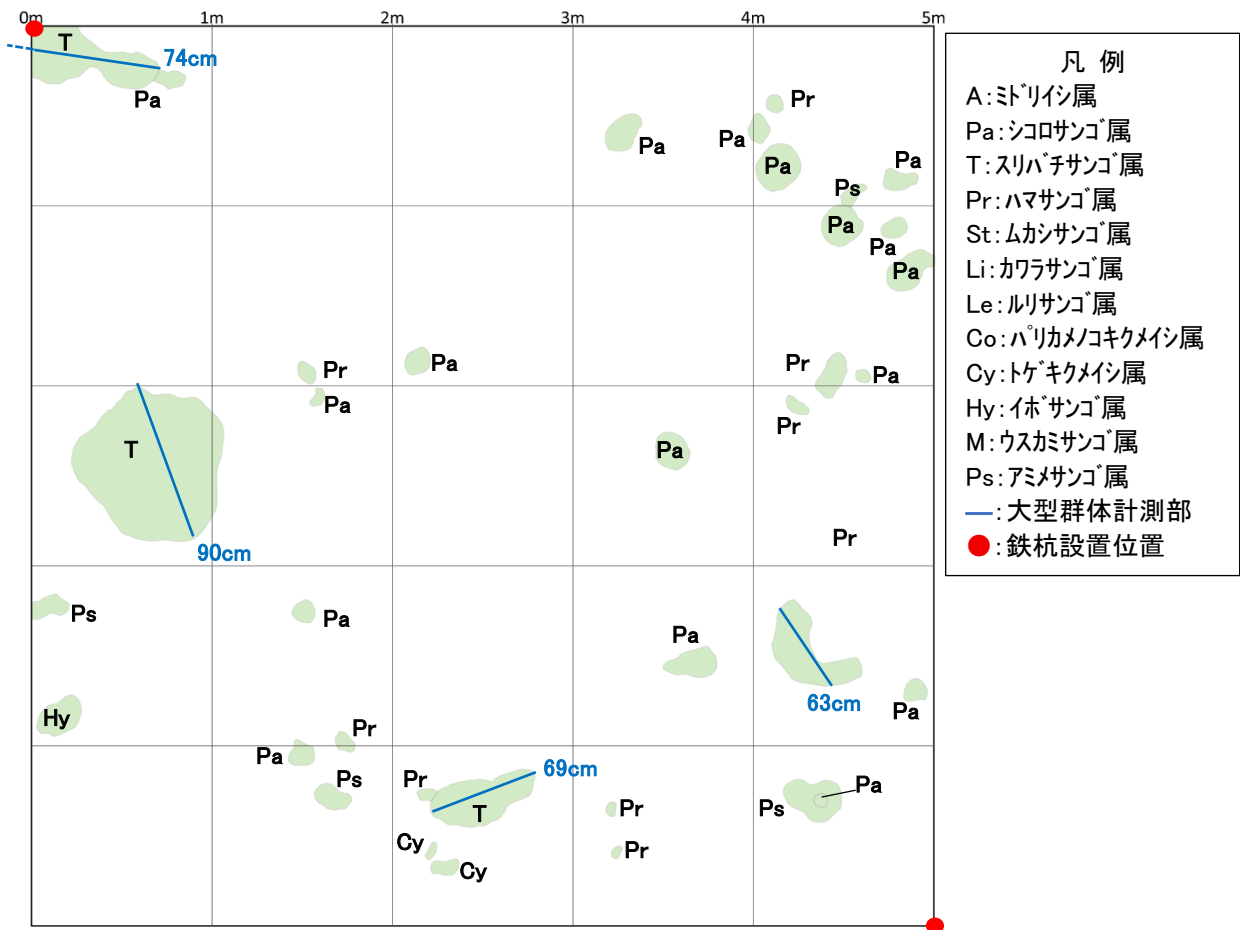 0m 1m 2m 3m 4m 5m
T
74cm
Pa
Pr
Pa
Pa
Pa
Pa
Ps
Pa
Pa
Pa
Pr
Pa
Pr
Pa
Pa
Pr
T
Pa
90cm
Pr
Ps
Pa
Pa
63cm
Pa
Hy
Pr
Pa
Ps
Pr
69cm
T
Pr
Ps
Pa
Cy
Cy
Pr
凡 例
A:ミドリイシ属
Pa:シコロサンゴ属
T:スリバチサンゴ属
Pr:ハマサンゴ属
St:ムカシサンゴ属
Li:カワラサンゴ属
Le:ルリサンゴ属
Co:パリカメノコキクメイシ属
Cy:トゲキクメイシ属
Hy:イボサンゴ属
M:ウスカミサンゴ属
Ps:アミメサンゴ属
:大型群体計測部
:鉄杭設置位置